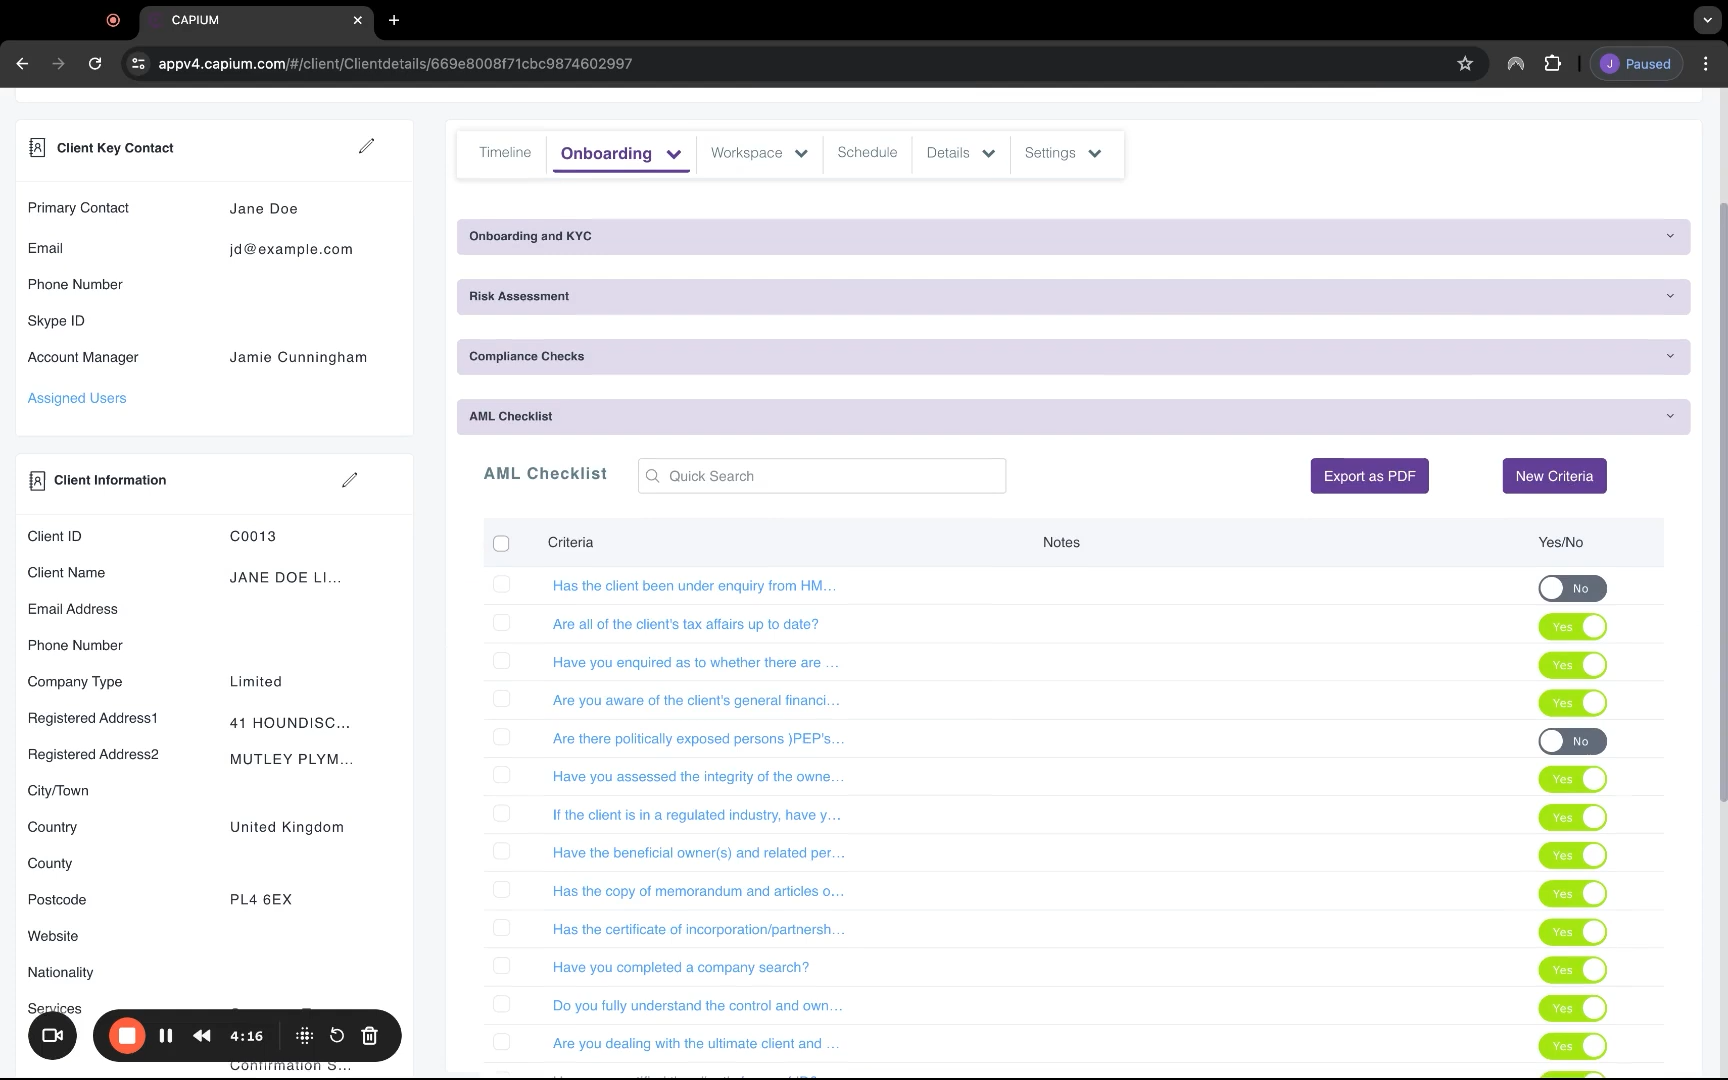 CAPIUM
appv4.capium.com/#/client/Clientdetails/669e8008f71cbc9874602997
J Paused
Client Key Contact
Primary Contact Jane Doe
Email jd@example.com
Phone Number
Skype ID
Account Manager Jamie Cunningham
Assigned Users
Client Information
Client ID C0013
Client Name JANE DOE LI...
Email Address
Phone Number
Company Type Limited
Registered Address1 41 HOUNDISC...
Registered Address2 MUTLEY PLYM...
City/Town
Country United Kingdom
County
Postcode PL4 6EX
Website
Nationality
Services
Confirmation S...
4:16
Timeline Onboarding Workspace Schedule Details Settings
Onboarding and KYC
Risk Assessment
Compliance Checks
AML Checklist
AML Checklist Quick Search Export as PDF New Criteria
Criteria Notes Yes/No
Has the client been under enquiry from HM... No
Are all of the client's tax affairs up to date? Yes
Have you enquired as to whether there are ... Yes
Are you aware of the client's general financi... Yes
Are there politically exposed persons )PEP's... No
Have you assessed the integrity of the owne... Yes
If the client is in a regulated industry, have y... Yes
Have the beneficial owner(s) and related per... Yes
Has the copy of memorandum and articles o... Yes
Has the certificate of incorporation/partnersh... Yes
Have you completed a company search? Yes
Do you fully understand the control and own... Yes
Are you dealing with the ultimate client and ... Yes